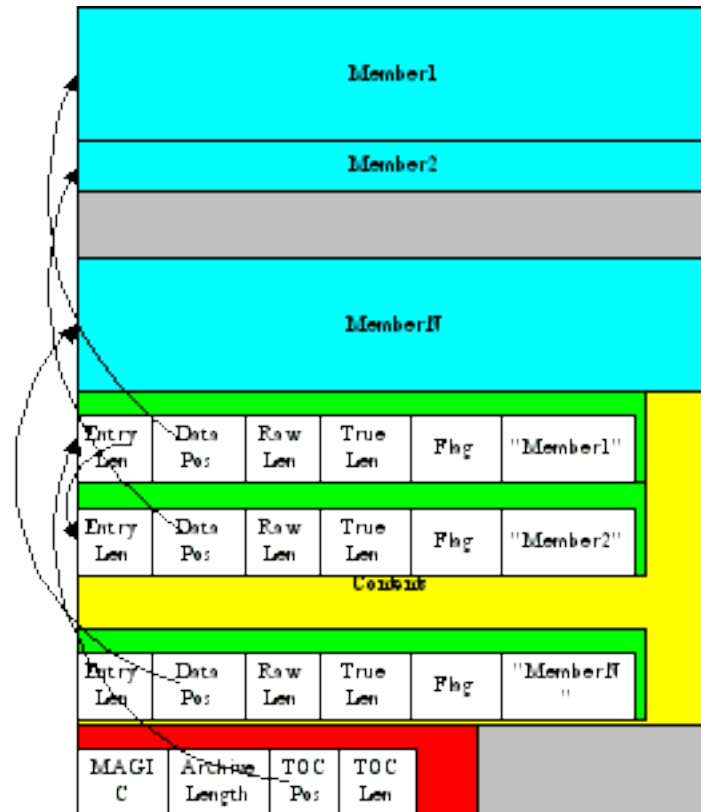 Member1
Member2
MemberN
Entry Len
Data Pos
Raw Len
True Len
Flag
"Member1"
Entry Len
Data Pos
Raw Len
True Len
Flag
"Member2"
Contents
Entry Len
Data Pos
Raw Len
True Len
Flag
"MemberN
"
MAGI
C
Archive
Length
TOC
Pos
TOC
Len